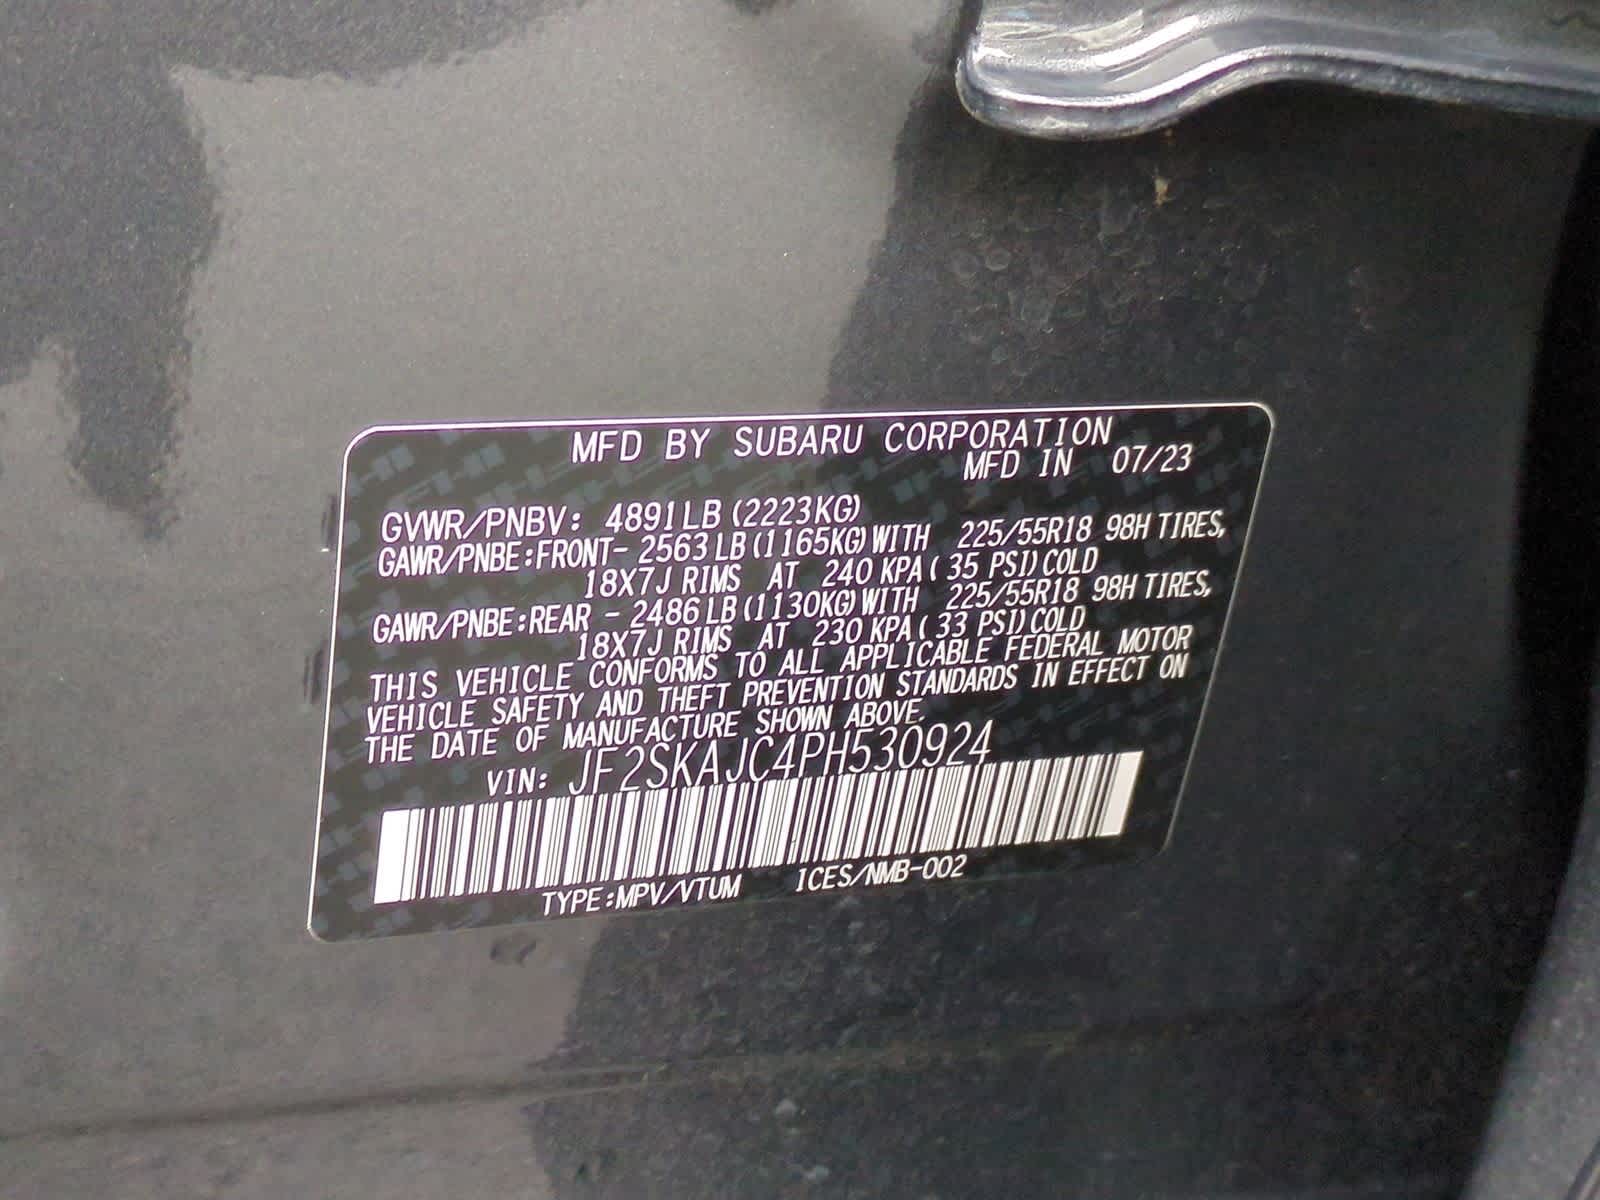 MFD BY SUBARU CORPORATION
MFD IN 07/23
GVWR/PNBV: 4891LB (2223KG)
GAWR/PNBE:FRONT- 2563LB(1165KG)WITH 225/55R18 98H TIRES,
18X7J RIMS AT 240 KPA( 35 PSI)COLD
GAWR/PNBE:REAR - 2486LB(1130KG)WITH 225/55R18 98H TIRES,
18X7J RIMS AT 230 KPA( 33 PSI)COLD
THIS VEHICLE CONFORMS TO ALL APPLICABLE FEDERAL MOTOR
VEHICLE SAFETY AND THEFT PREVENTION STANDARDS IN EFFECT ON
THE DATE OF MANUFACTURE SHOWN ABOVE.
VIN: JF2SKAJC4PH530924
TYPE:MPV/VTUM ICES/NMB-002